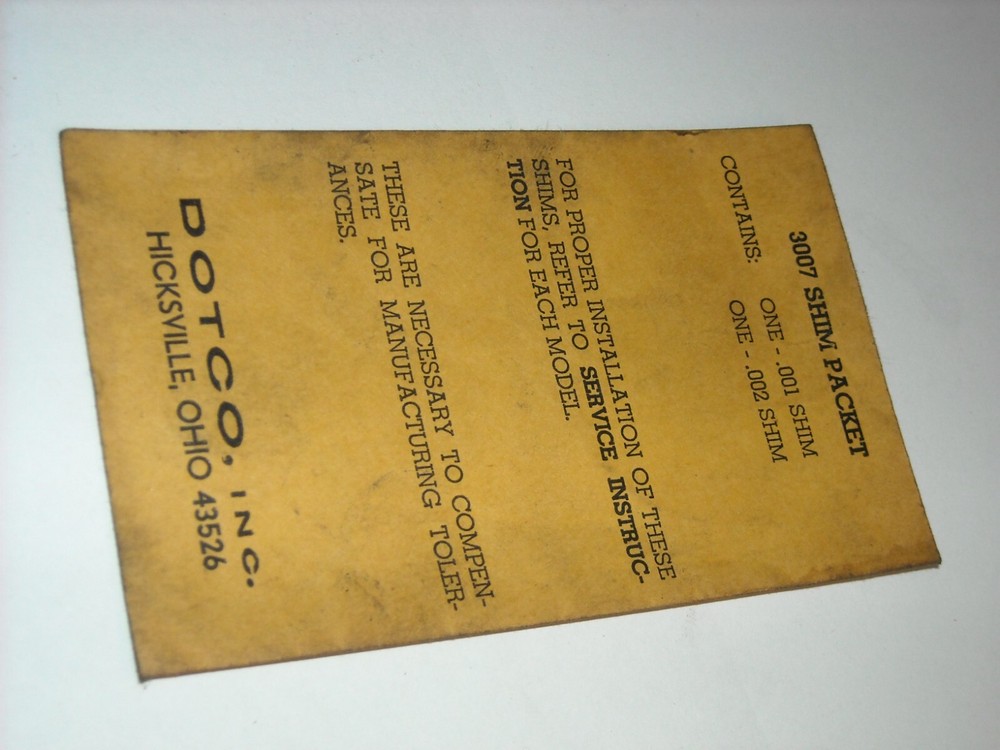 3007 SHIM PACKET
CONTAINS: ONE - .001 SHIM
ONE - .002 SHIM
FOR PROPER INSTALLATION OF THESE
SHIMS, REFER TO SERVICE INSTRUC-
TION FOR EACH MODEL.
THESE ARE NECESSARY TO COMPEN-
SATE FOR MANUFACTURING TOLER-
ANCES.
DOTCO, INC.
HICKSVILLE, OHIO 43526